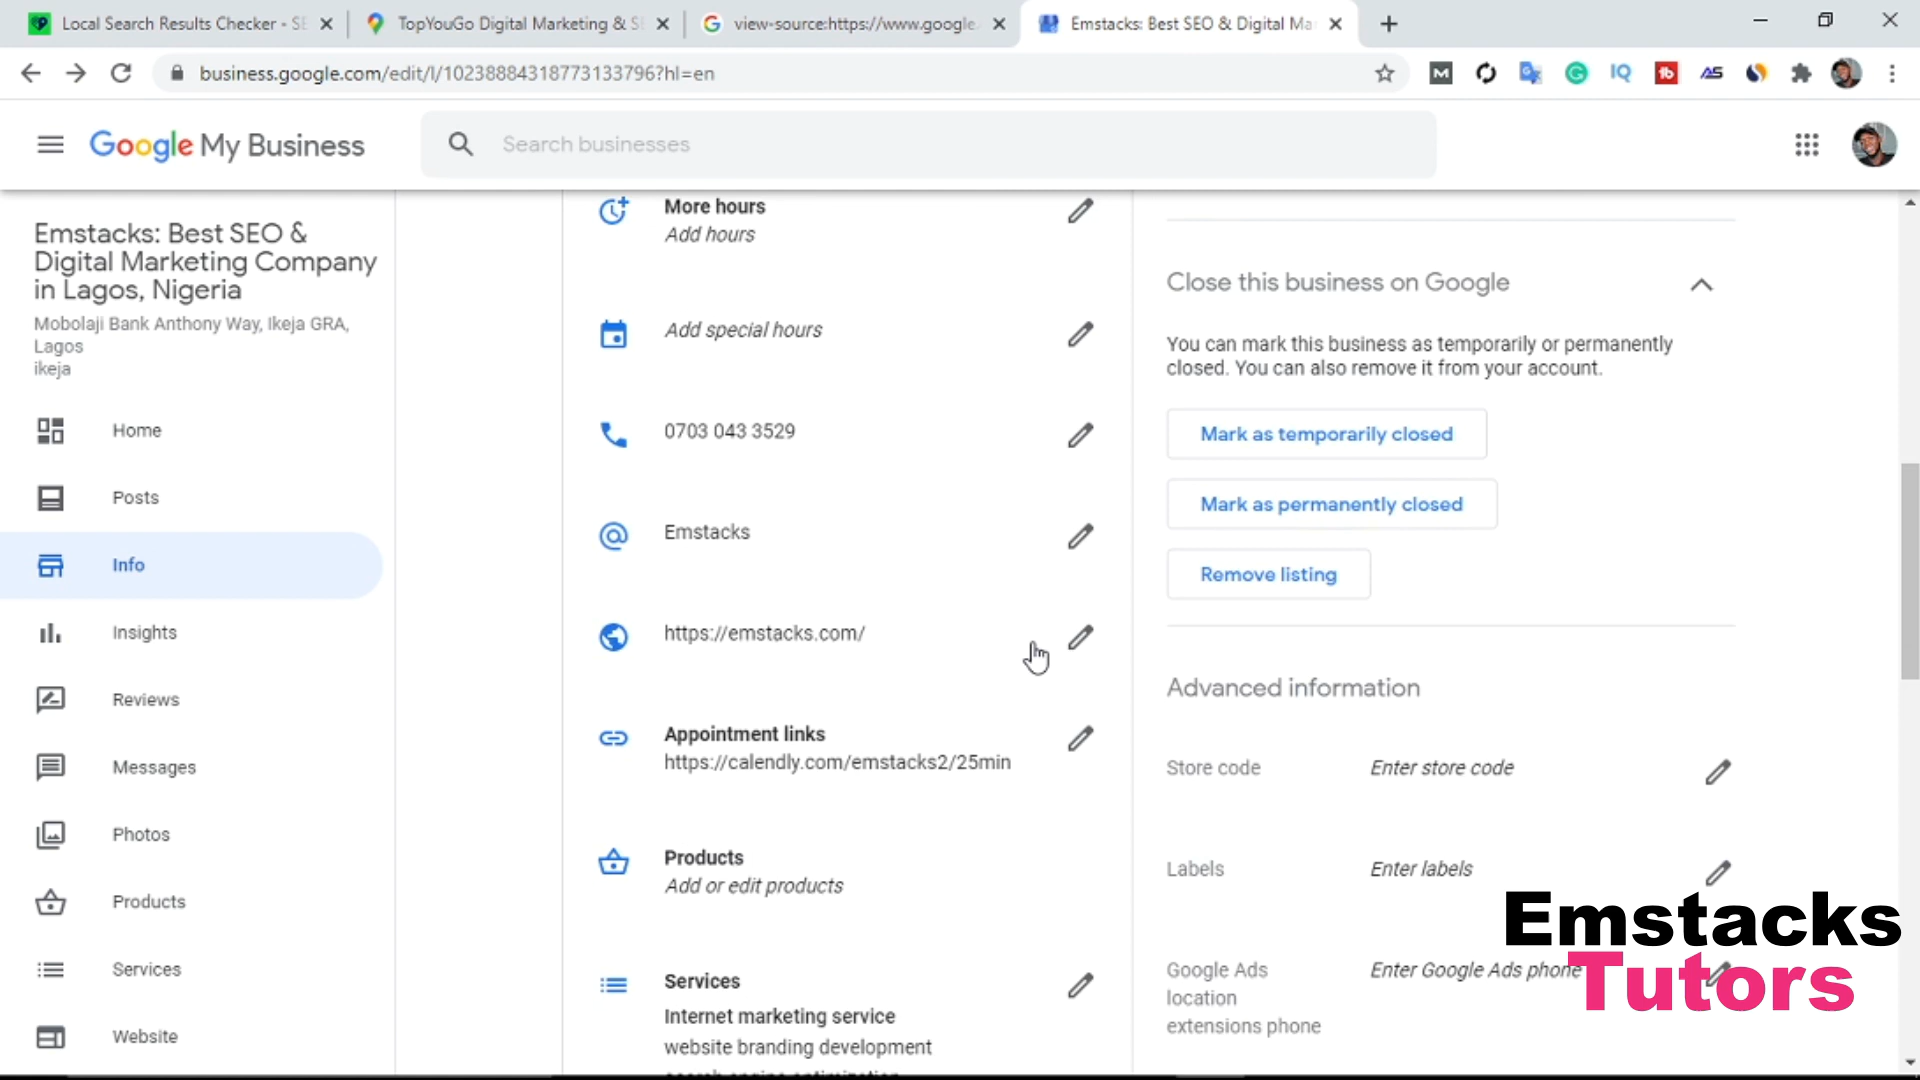 Local Search Results Checker - SE
TopYouGo Digital Marketing & S
view-source:https://www.google.
Emstacks: Best SEO & Digital Ma
business.google.com/edit/l/10238884318773133796?hl=en
Google My Business
Search businesses
Emstacks: Best SEO &
Digital Marketing Company
in Lagos, Nigeria
Mobolaji Bank Anthony Way, Ikeja GRA,
Lagos
ikeja
Home
Posts
Info
Insights
Reviews
Messages
Photos
Products
Services
Website
More hours
Add hours
Add special hours
0703 043 3529
Emstacks
https://emstacks.com/
Appointment links
https://calendly.com/emstacks2/25min
Products
Add or edit products
Services
Internet marketing service
website branding development
search engine optimization
Close this business on Google
You can mark this business as temporarily or permanently
closed. You can also remove it from your account.
Mark as temporarily closed
Mark as permanently closed
Remove listing
Advanced information
Store code
Enter store code
Labels
Enter labels
Google Ads
location
extensions phone
Enter Google Ads phone
Emstacks
Tutors